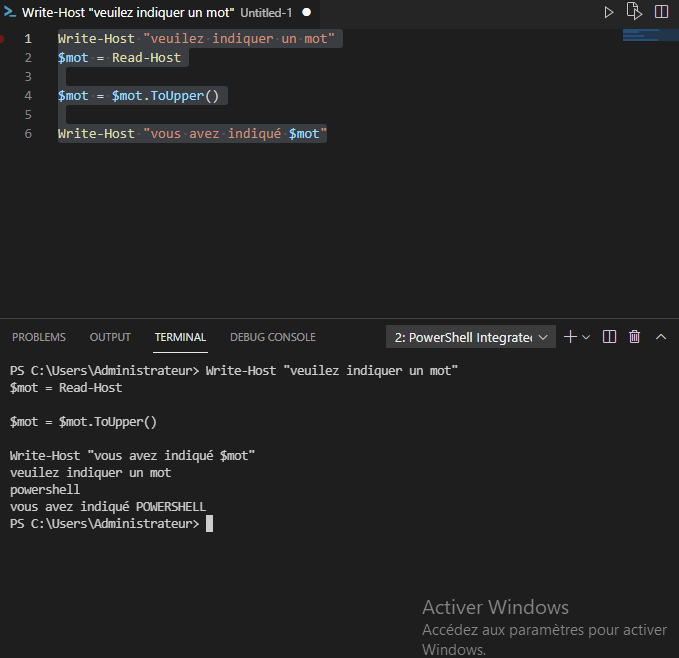 Write-Host "veuilez indiquer un mot" Untitled-1
1 Write-Host "veuilez indiquer un mot"
2 $mot = Read-Host
3
4 $mot = $mot.ToUpper()
5
6 Write-Host "vous avez indiqué $mot"
PROBLEMS OUTPUT TERMINAL DEBUG CONSOLE 2: PowerShell Integrate
PS C:\Users\Administrateur> Write-Host "veuilez indiquer un mot"
$mot = Read-Host
$mot = $mot.ToUpper()
Write-Host "vous avez indiqué $mot"
veuilez indiquer un mot
powershell
vous avez indiqué POWERSHELL
PS C:\Users\Administrateur>
Activer Windows
Accédez aux paramètres pour activer
Windows.